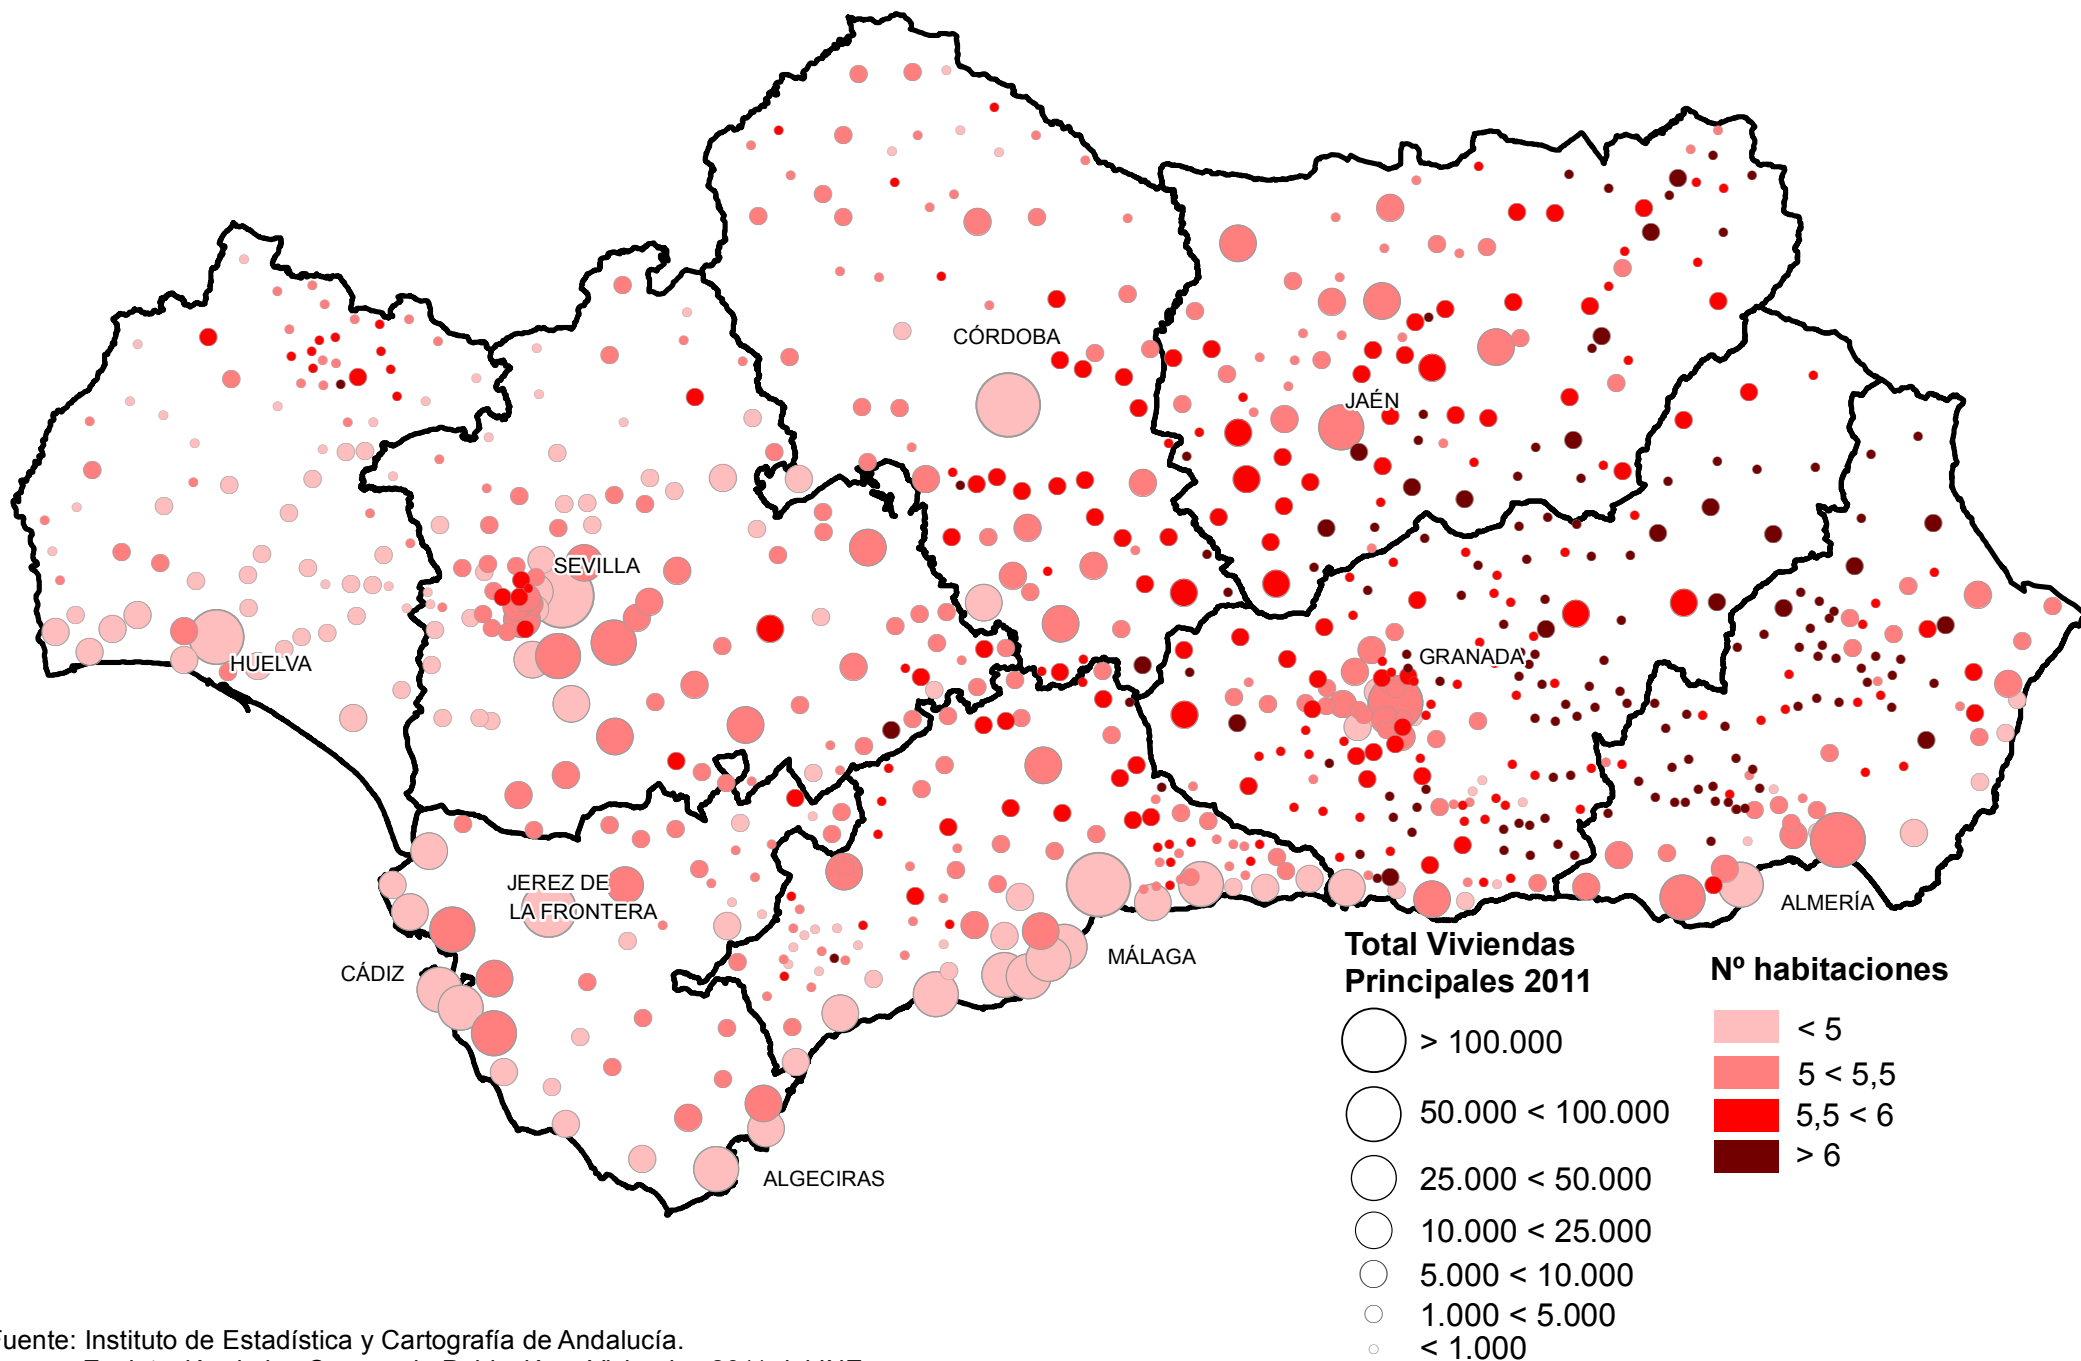 CÓRDOBA
JAÉN
SEVILLA
HUELVA
GRANADA
JEREZ DE
LA FRONTERA
ALMERÍA
MÁLAGA
CÁDIZ
ALGECIRAS
Total Viviendas
Principales 2011
> 100.000
50.000 < 100.000
25.000 < 50.000
10.000 < 25.000
5.000 < 10.000
1.000 < 5.000
< 1.000
Nº habitaciones
< 5
5 < 5,5
5,5 < 6
> 6
Fuente: Instituto de Estadística y Cartografía de Andalucía.